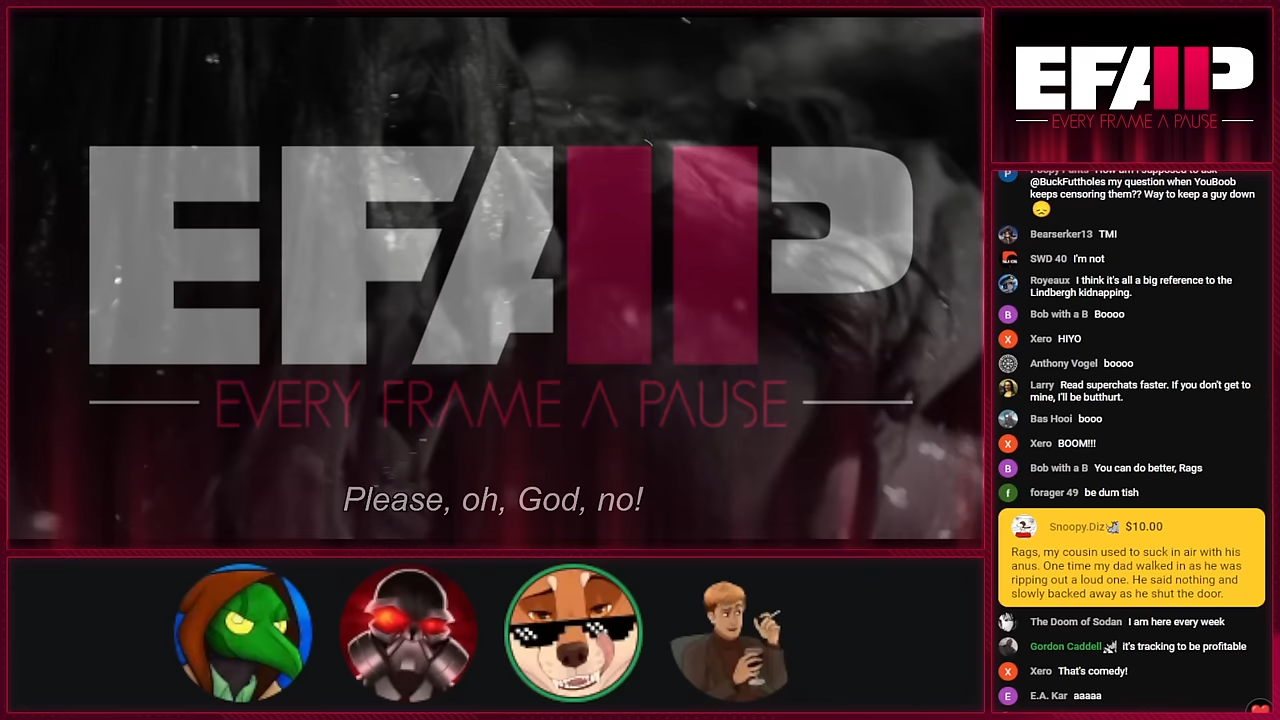 EFAP
EVERY FRAME A PAUSE
Please, oh, God, no!
EFAP
EVERY FRAME A PAUSE
@BuckFuttholes my question when YouBoob
keeps censoring them?? Way to keep a guy down
Bearserker13 TMI
SWD 40 I'm not
Royeaux I think it's all a big reference to the
Lindbergh kidnapping.
Bob with a B Boooo
Xero HIYO
Anthony Vogel boooo
Larry Read superchats faster. If you don't get to
mine, I'll be butthurt.
Bas Hooi booo
Xero BOOM!!!
Bob with a B You can do better, Rags
forager 49 be dum tish
Snoopy.Diz $10.00
Rags, my cousin used to suck in air with his
anus. One time my dad walked in as he was
ripping out a loud one. He said nothing and
slowly backed away as he shut the door.
The Doom of Sodan I am here every week
Gordon Caddell it's tracking to be profitable
Xero That's comedy!
E.A. Kar aaaaa